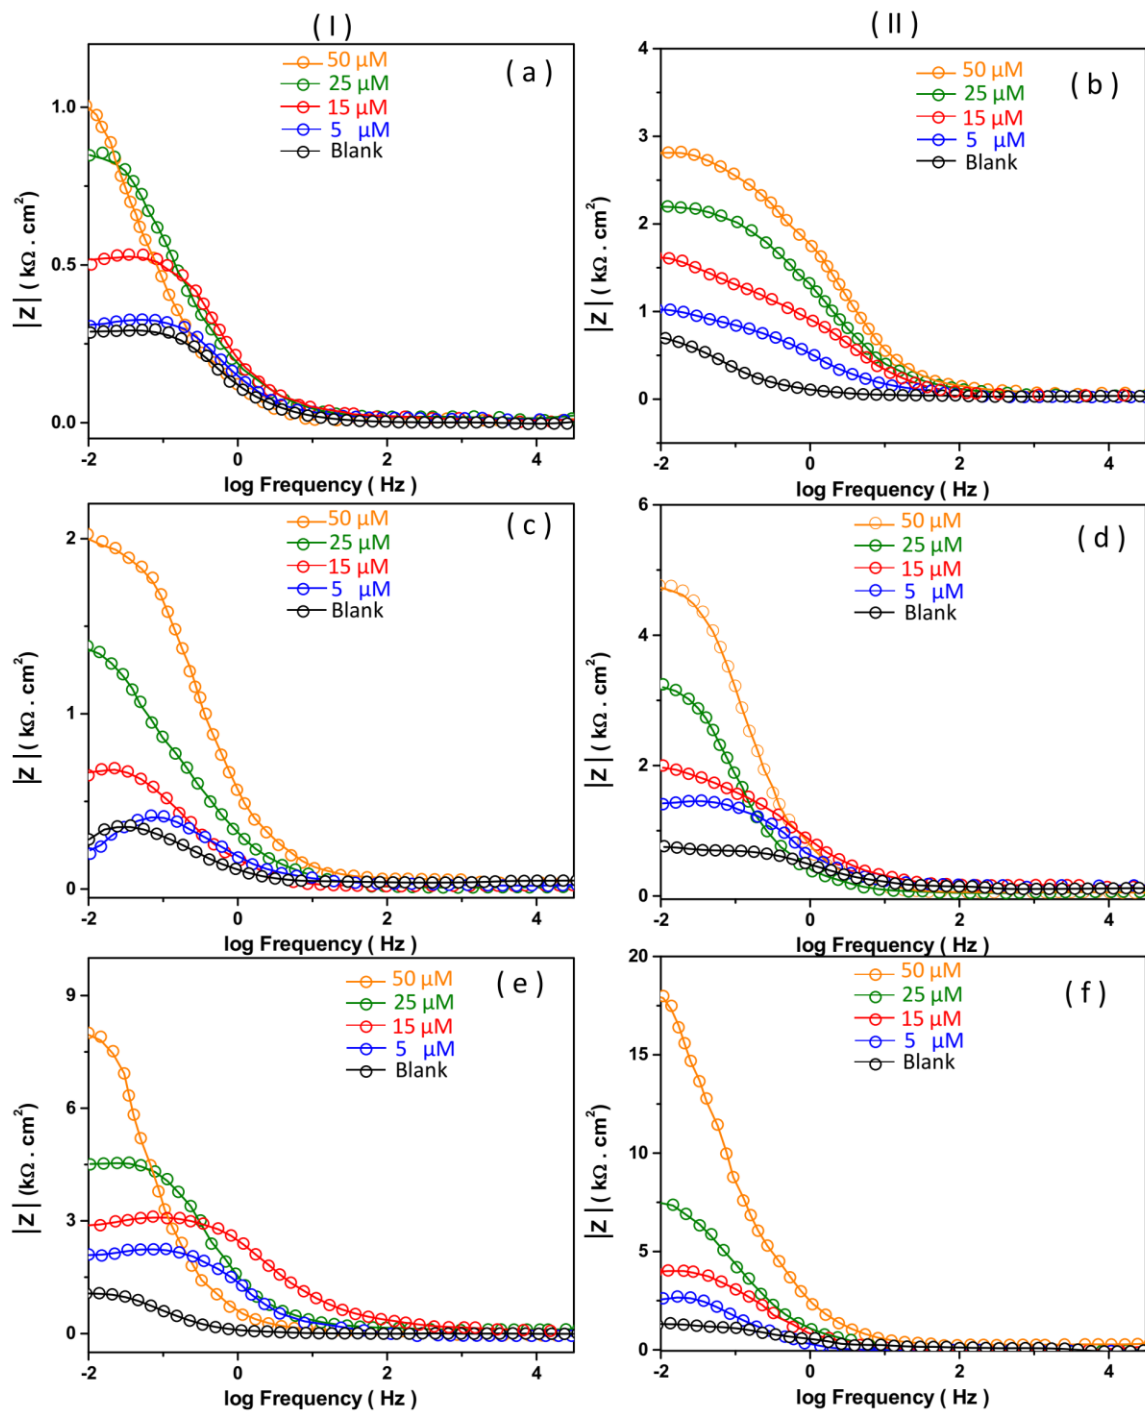 ( I )
( II )
50 μM
25 μM
15 μM
5 μM
Blank
( a )
1.0
0.5
0.0
|Z| ( kΩ . cm²)
-2 0 2 4
log Frequency ( Hz )
50 μM
25 μM
15 μM
5 μM
Blank
( b )
4
3
2
1
0
|Z| ( kΩ . cm²)
-2 0 2 4
log Frequency ( Hz )
50 μM
25 μM
15 μM
5 μM
Blank
( c )
2
1
0
|Z| ( kΩ . cm²)
-2 0 2 4
log Frequency ( Hz )
50 μM
25 μM
15 μM
5 μM
Blank
( d )
6
4
2
0
|Z| ( kΩ . cm²)
-2 0 2 4
log Frequency ( Hz )
50 μM
25 μM
15 μM
5 μM
Blank
( e )
9
6
3
0
|Z| (kΩ . cm²)
-2 0 2 4
log Frequency ( Hz )
50 μM
25 μM
15 μM
5 μM
Blank
( f )
20
15
10
5
0
|Z| ( kΩ . cm²)
-2 0 2 4
log Frequency ( Hz )